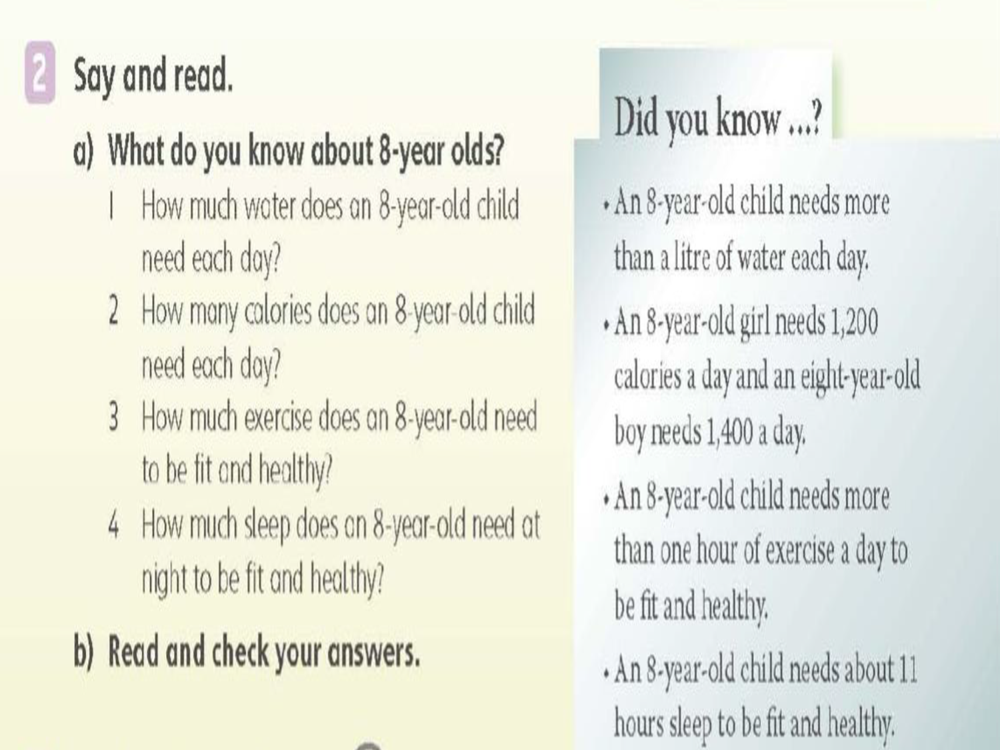 2 Say and read.
a) What do you know about 8-year olds?
1 How much water does an 8-year-old child
need each day?
2 How many calories does an 8-year-old child
need each day?
3 How much exercise does an 8-year-old need
to be fit and healthy?
4 How much sleep does an 8-year-old need at
night to be fit and healthy?
b) Read and check your answers.
Did you know ...?
• An 8-year-old child needs more
than a litre of water each day.
• An 8-year-old girl needs 1,200
calories a day and an eight-year-old
boy needs 1,400 a day.
• An 8-year-old child needs more
than one hour of exercise a day to
be fit and healthy.
• An 8-year-old child needs about 11
hours sleep to be fit and healthy.